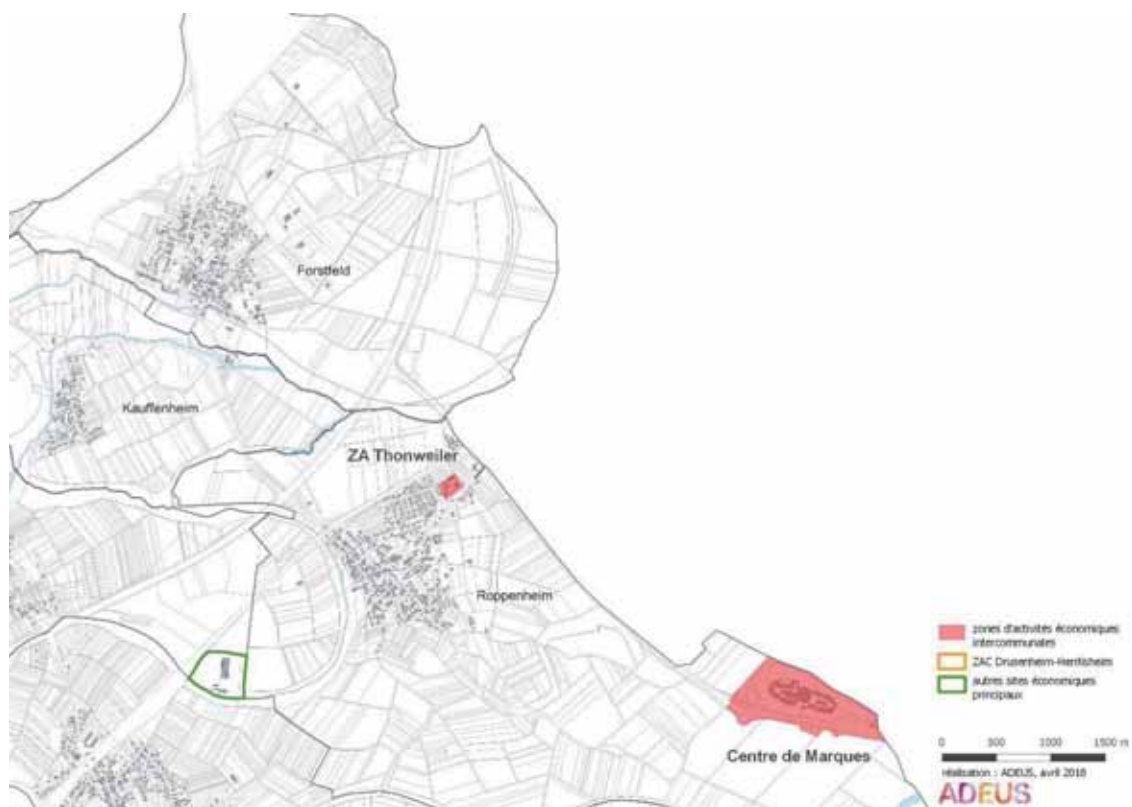 Forstfeld
Kauffenheim
ZA Thonweiler
Roppenheim
Centre de Marques
zones d'activités économiques
intercommunales
ZAC Drusenheim-Herrlisheim
autres sites économiques
principaux
0 500 1000 1500 m
réalisation : ADEUS, avril 2018
ADEUS